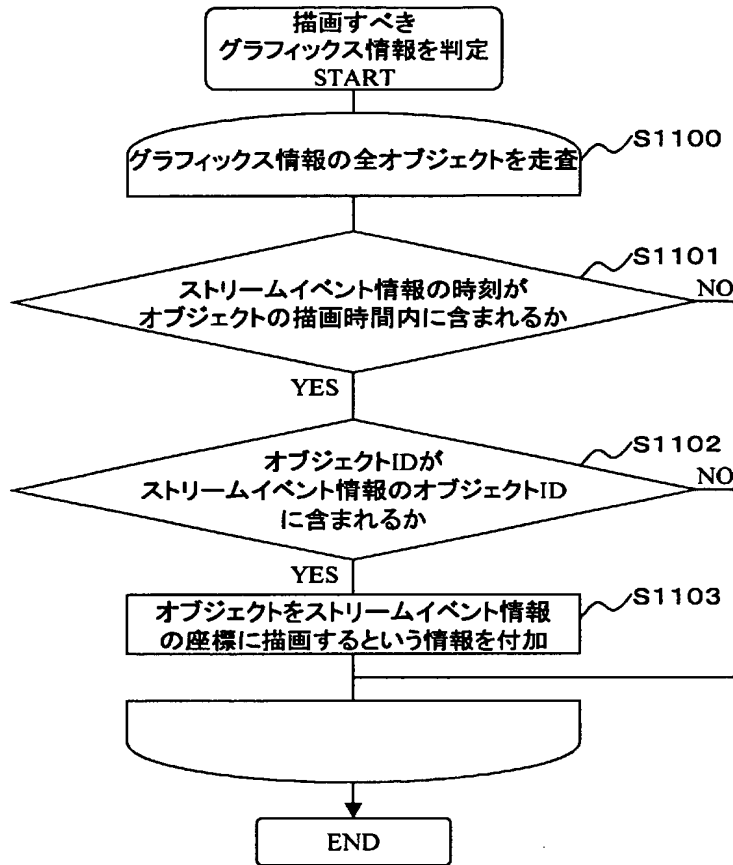 描画すべき
グラフィックス情報を判定
START
グラフィックス情報の全オブジェクトを走査
S1100
ストリームイベント情報の時刻が
オブジェクトの描画時間内に含まれるか
S1101
NO
YES
オブジェクトIDが
ストリームイベント情報のオブジェクトID
に含まれるか
S1102
NO
YES
オブジェクトをストリームイベント情報
の座標に描画するという情報を付加
S1103
END